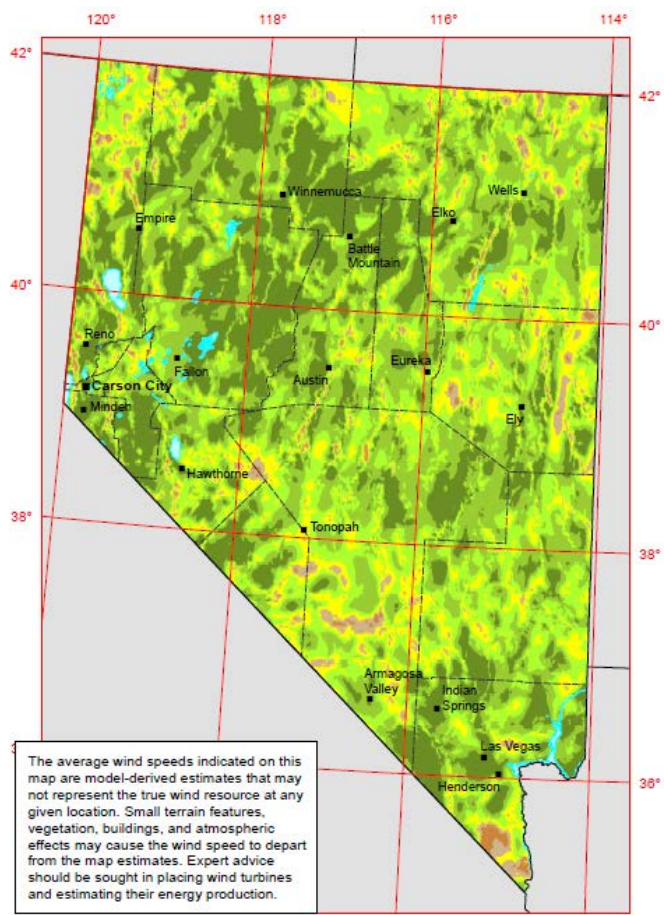 120°
118°
116°
114°
42°
42°
Winnemucca
Wells
Empire
Elko
Battle
Mountain
40°
40°
Reno
Fallon
Austin
Eureka
Carson City
Minden
Ely
Hawthorne
38°
Tonopah
38°
Armagosa
Valley
Indian
Springs
Las Vegas
Henderson
36°
The average wind speeds indicated on this
map are model-derived estimates that may
not represent the true wind resource at any
given location. Small terrain features,
vegetation, buildings, and atmospheric
effects may cause the wind speed to depart
from the map estimates. Expert advice
should be sought in placing wind turbines
and estimating their energy production.